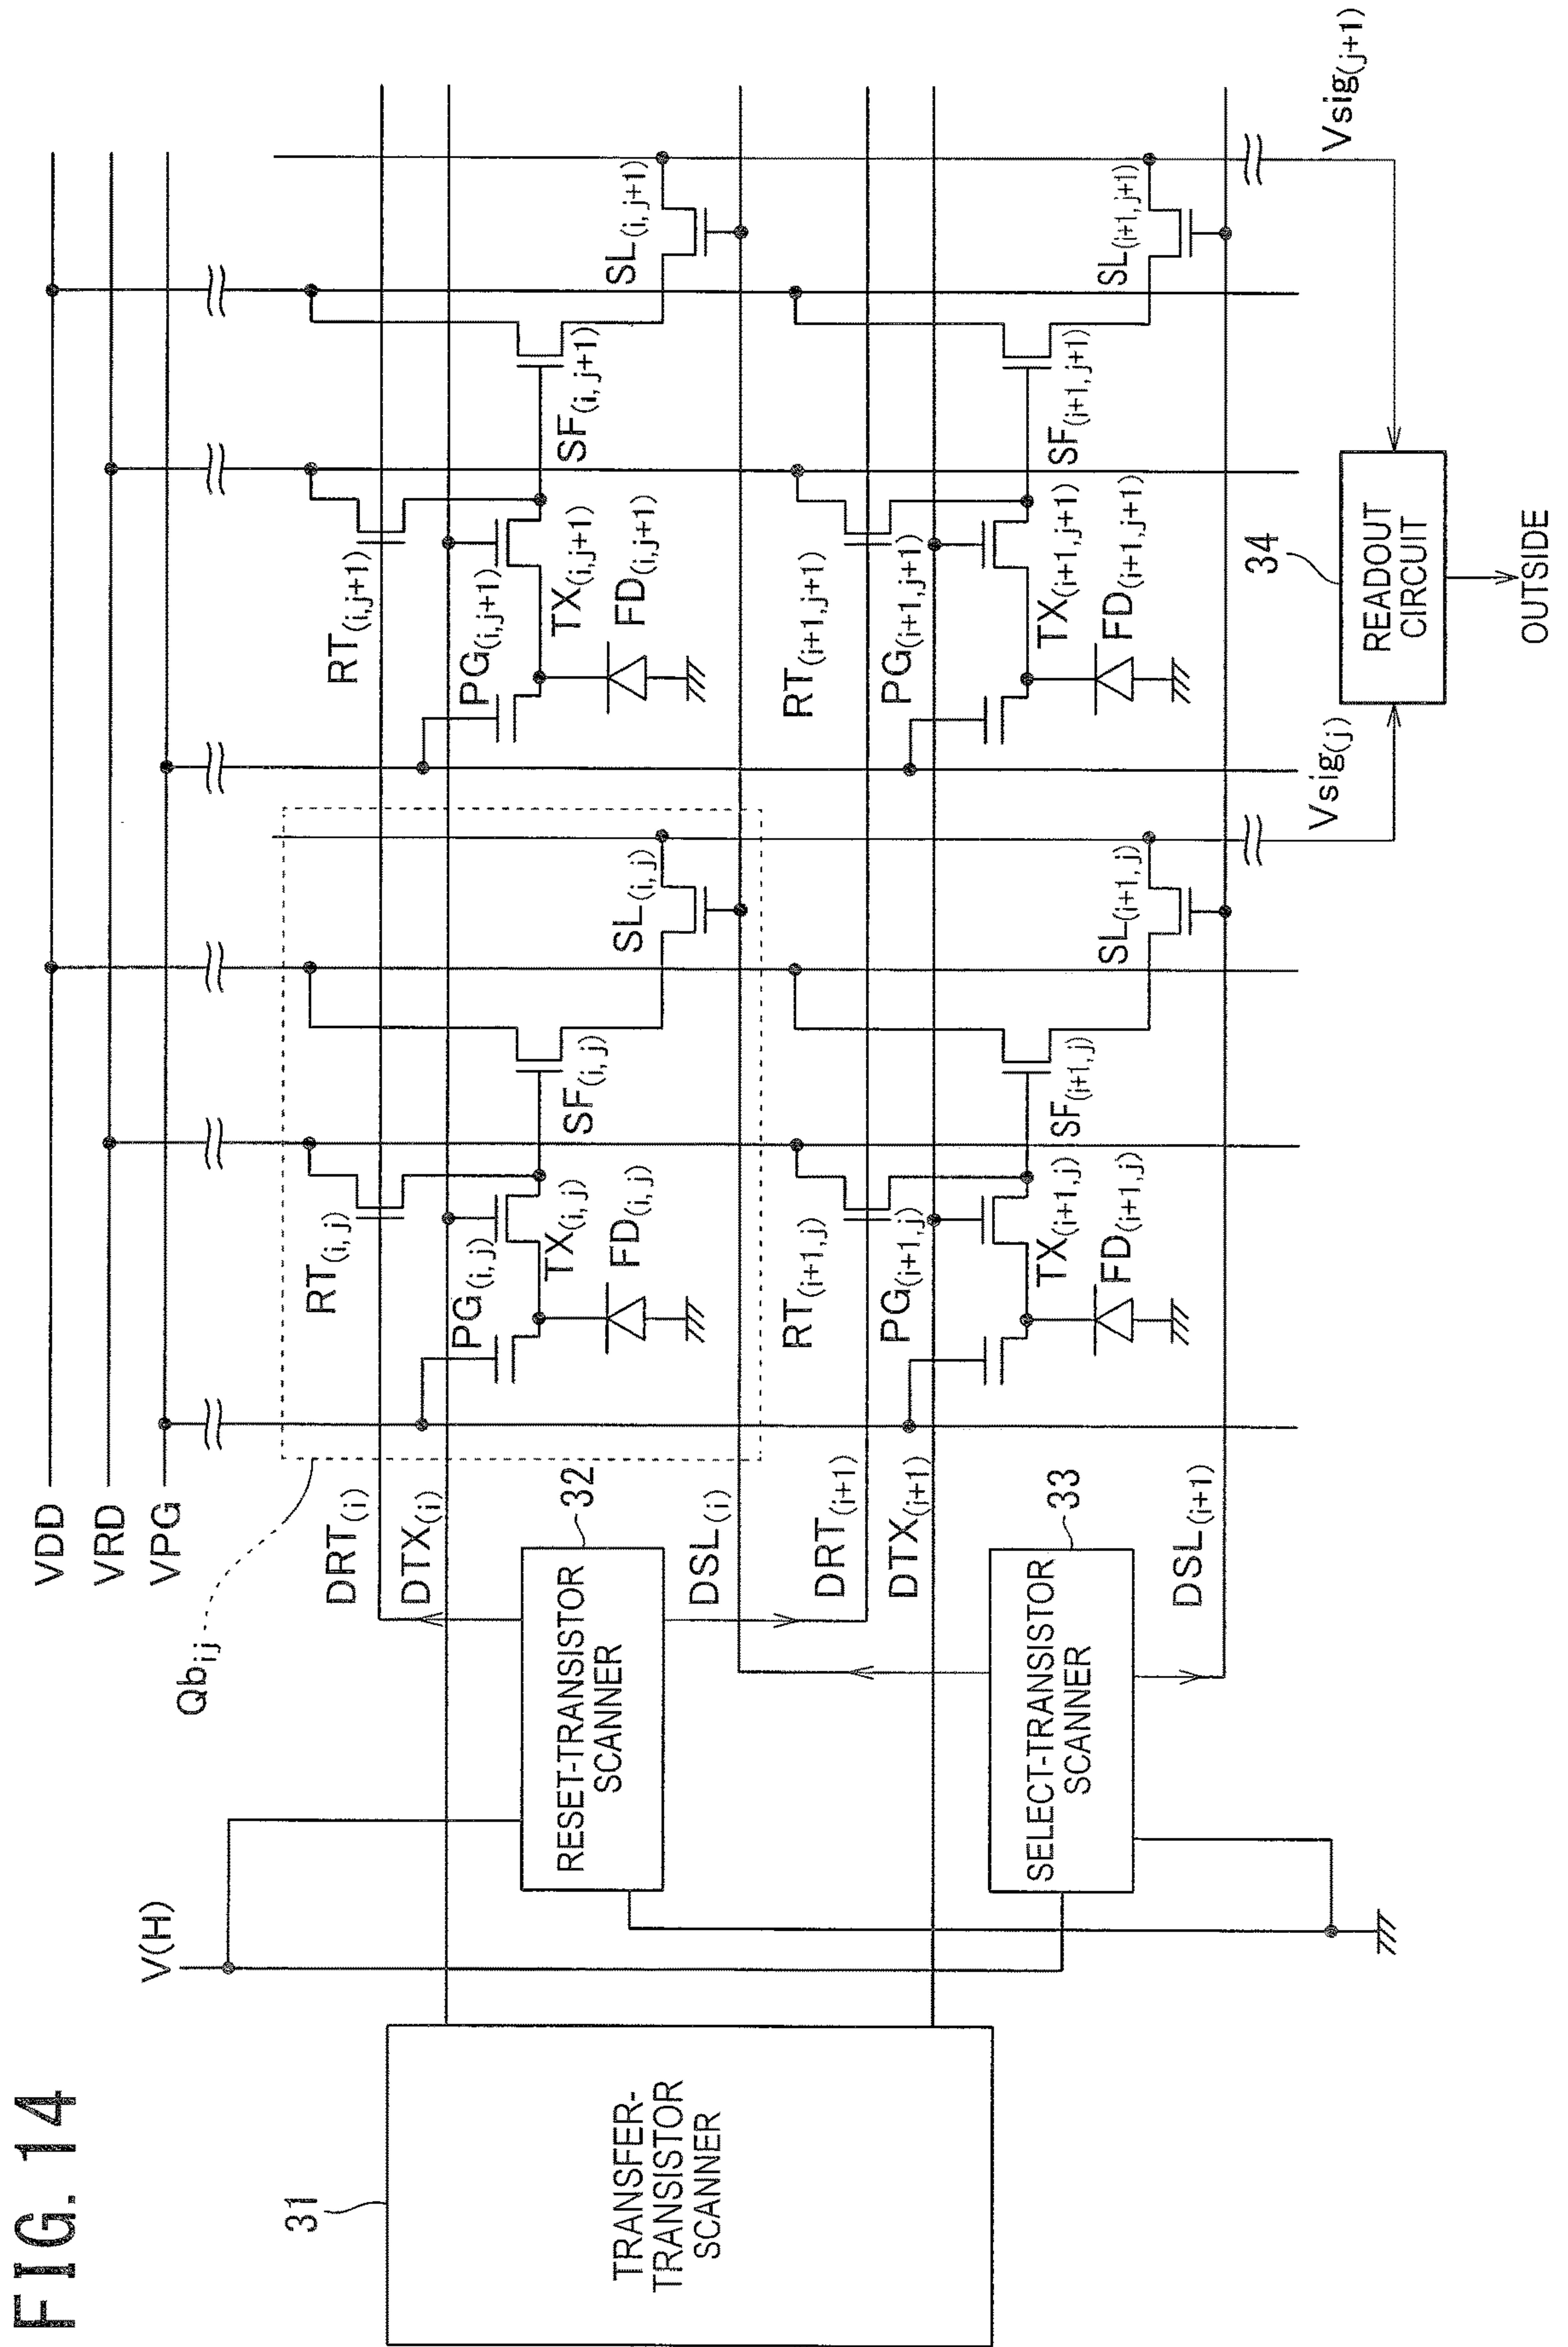 FIG. 14
VDD
VRD
VPG
Qb_ij
V(H)
31
TRANSFER-
TRANSISTOR
SCANNER
32
RESET-TRANSISTOR
SCANNER
33
SELECT-TRANSISTOR
SCANNER
DRT(i)
DTX(i)
DSL(i)
DRT(i+1)
DTX(i+1)
DSL(i+1)
RT(i,j)
PG(i,j)
TX(i,j)
FD(i,j)
SF(i,j)
SL(i,j)
RT(i,j+1)
PG(i,j+1)
TX(i,j+1)
FD(i,j+1)
SF(i,j+1)
SL(i,j+1)
RT(i+1,j)
PG(i+1,j)
TX(i+1,j)
FD(i+1,j)
SF(i+1,j)
SL(i+1,j)
RT(i+1,j+1)
PG(i+1,j+1)
TX(i+1,j+1)
FD(i+1,j+1)
SF(i+1,j+1)
SL(i+1,j+1)
Vsig(j)
34
READOUT
CIRCUIT
Vsig(j+1)
OUTSIDE